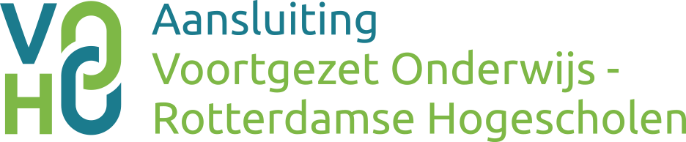 VO
HO
Aansluiting
Voortgezet Onderwijs -
Rotterdamse Hogescholen